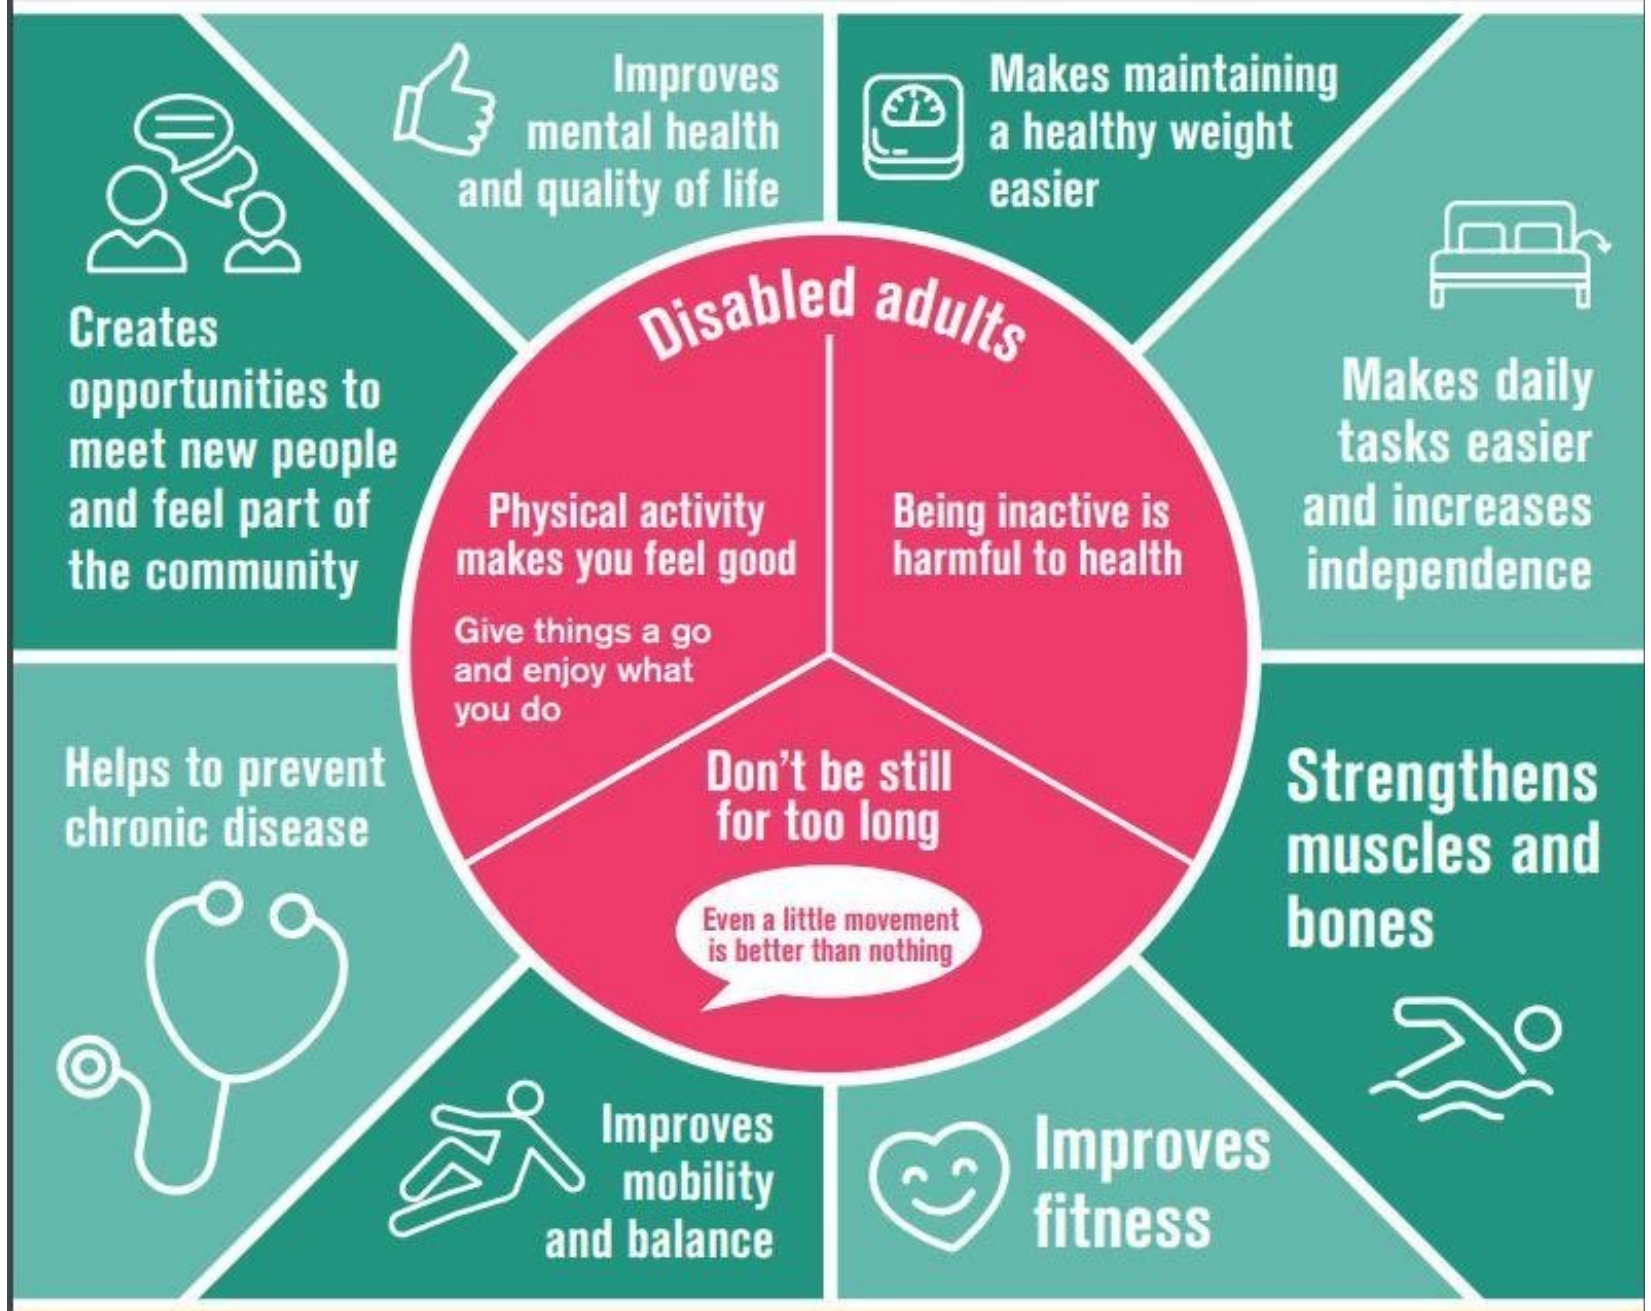 Improves
mental health
and quality of life
Makes maintaining
a healthy weight
easier
Creates
opportunities to
meet new people
and feel part of
the community
Makes daily
tasks easier
and increases
independence
Disabled adults
Physical activity
makes you feel good
Give things a go
and enjoy what
you do
Being inactive is
harmful to health
Don't be still
for too long
Even a little movement
is better than nothing
Helps to prevent
chronic disease
Strengthens
muscles and
bones
Improves
mobility
and balance
Improves
fitness